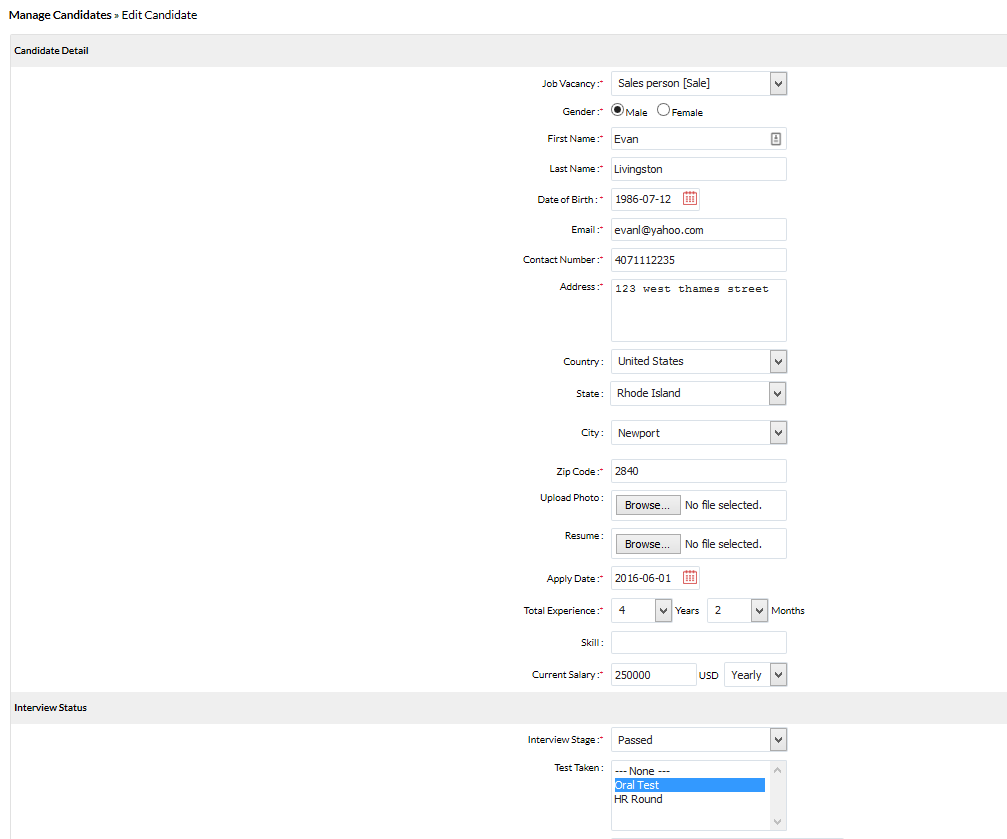 Manage Candidates » Edit Candidate
Candidate Detail
Job Vacancy :* Sales person [Sale]
Gender :* Male Female
First Name :* Evan
Last Name :* Livingston
Date of Birth : * 1986-07-12
Email :* evanl@yahoo.com
Contact Number :* 4071112235
Address :* 123 west thames street
Country : United States
State : Rhode Island
City : Newport
Zip Code :* 2840
Upload Photo : Browse... No file selected.
Resume : Browse... No file selected.
Apply Date :* 2016-06-01
Total Experience :* 4 Years 2 Months
Skill :
Current Salary :* 250000 USD Yearly
Interview Status
Interview Stage :* Passed
Test Taken : --- None ---
Oral Test
HR Round